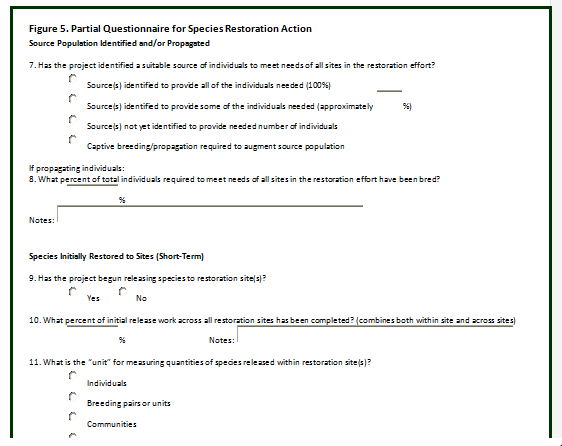 Figure 5. Partial Questionnaire for Species Restoration Action
Source Population Identified and/or Propagated
7. Has the project identified a suitable source of individuals to meet needs of all sites in the restoration effort?
Source(s) identified to provide all of the individuals needed (100%)
Source(s) identified to provide some of the individuals needed (approximately %)
Source(s) not yet identified to provide needed number of individuals
Captive breeding/propagation required to augment source population
If propagating individuals:
8. What percent of total individuals required to meet needs of all sites in the restoration effort have been bred?
%
Notes:
Species Initially Restored to Sites (Short-Term)
9. Has the project begun releasing species to restoration site(s)?
Yes No
10. What percent of initial release work across all restoration sites has been completed? (combines both within site and across sites)
% Notes:
11. What is the "unit" for measuring quantities of species released within restoration site(s)?
Individuals
Breeding pairs or units
Communities